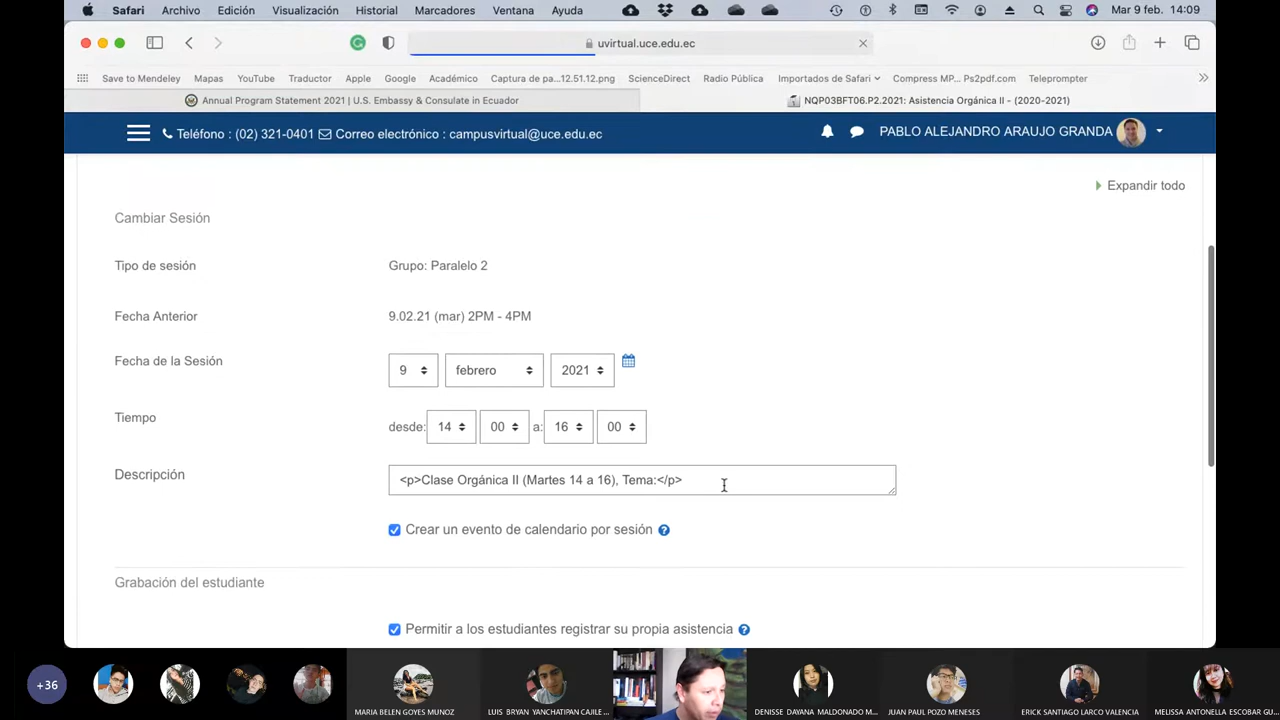 Safari Archivo Edición Visualización Historial Marcadores Ventana Ayuda Mar 9 feb. 14:09
uvirtual.uce.edu.ec
Save to Mendeley Mapas YouTube Traductor Apple Google Académico Captura de pa...12.51.12.png ScienceDirect Radio Pública Importados de Safari Compress MP... Ps2pdf.com Teleprompter
Annual Program Statement 2021 | U.S. Embassy & Consulate in Ecuador NQP03BFT06.P2.2021: Asistencia Orgánica II - (2020-2021)
Teléfono : (02) 321-0401 Correo electrónico : campusvirtual@uce.edu.ec PABLO ALEJANDRO ARAUJO GRANDA
Expandir todo
Cambiar Sesión
Tipo de sesión Grupo: Paralelo 2
Fecha Anterior 9.02.21 (mar) 2PM - 4PM
Fecha de la Sesión 9 febrero 2021
Tiempo desde: 14 00 a: 16 00
Descripción <p>Clase Orgánica II (Martes 14 a 16), Tema:</p>
Crear un evento de calendario por sesión
Grabación del estudiante
Permitir a los estudiantes registrar su propia asistencia
+36
MARIA BELEN GOYES MUNOZ LUIS BRYAN YANCHATIPAN CAJILE... DENISSE DAYANA MALDONADO M... JUAN PAUL POZO MENESES ERICK SANTIAGO LARCO VALENCIA MELISSA ANTONELLA ESCOBAR GU...